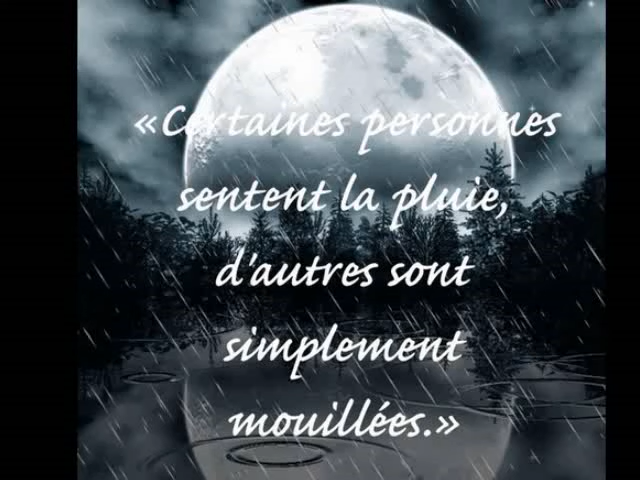 «Certaines personnes
sentent la pluie,
d'autres sont
simplement
mouillées.»